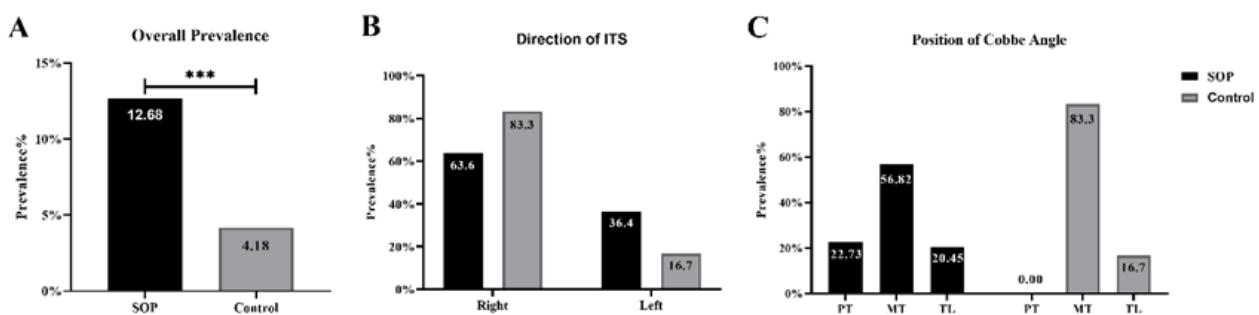 A
Overall Prevalence
Prevalence%
15%
10%
5%
0%
***
12.68
4.18
SOP
Control
B
Direction of ITS
Prevalence%
100%
80%
60%
40%
20%
0%
63.6
83.3
36.4
16.7
Right
Left
C
Position of Cobbe Angle
Prevalence%
100%
80%
60%
40%
20%
0%
22.73
56.82
20.45
0.00
83.3
16.7
PT
MT
TL
PT
MT
TL
SOP
Control